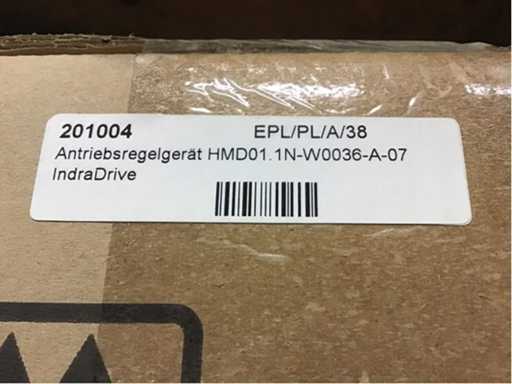 201004 EPL/PL/A/38
Antriebsregelgerät HMD01.1N-W0036-A-07
IndraDrive